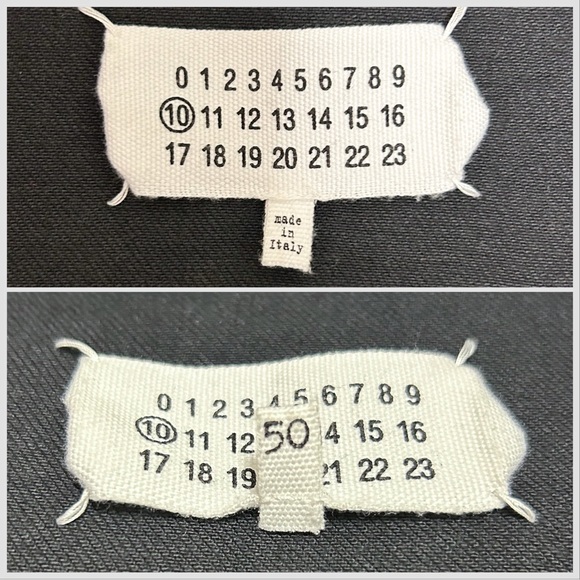 0 1 2 3 4 5 6 7 8 9
10 11 12 13 14 15 16
17 18 19 20 21 22 23
made
in
Italy
0 1 2 3 4 5 6 7 8 9
10 11 12 50 4 15 16
17 18 19 21 22 23